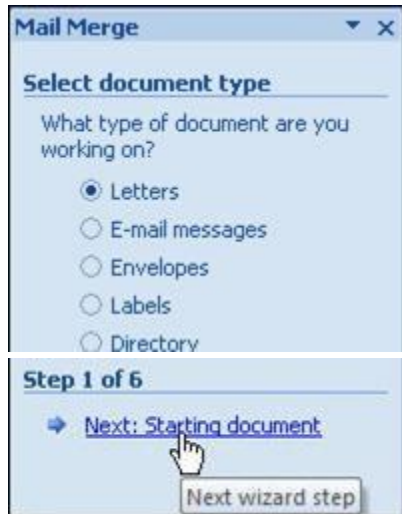 Mail Merge
Select document type
What type of document are you
working on?
Letters
E-mail messages
Envelopes
Labels
Directory
Step 1 of 6
Next: Starting document
Next wizard step